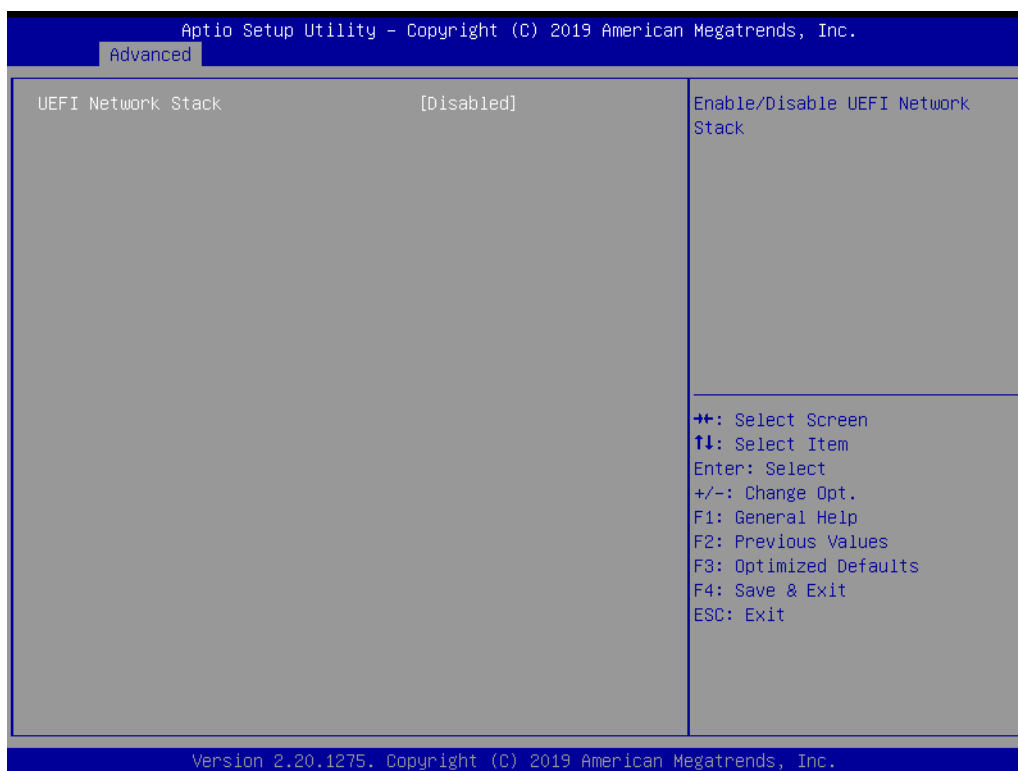 Aptio Setup Utility – Copyright (C) 2019 American Megatrends, Inc.
Advanced
UEFI Network Stack [Disabled]
Enable/Disable UEFI Network
Stack
→←: Select Screen
↑↓: Select Item
Enter: Select
+/-: Change Opt.
F1: General Help
F2: Previous Values
F3: Optimized Defaults
F4: Save & Exit
ESC: Exit
Version 2.20.1275. Copyright (C) 2019 American Megatrends, Inc.